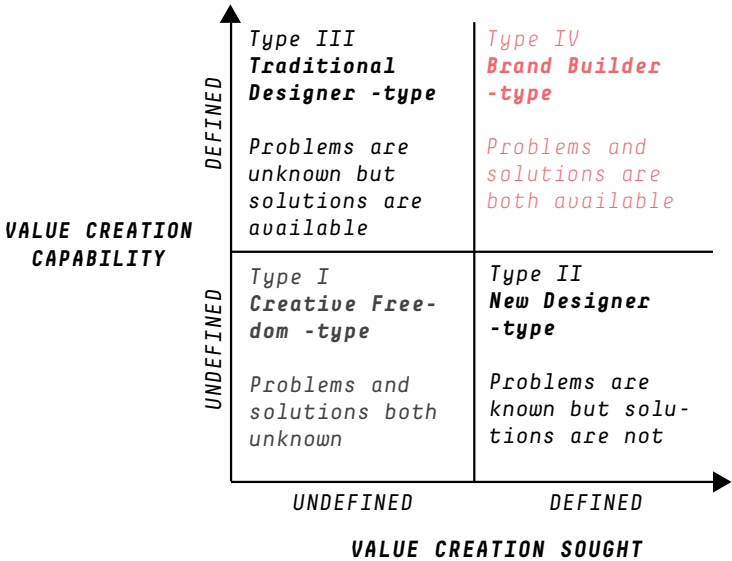 Type III
Traditional
Designer -type
Problems are
unknown but
solutions are
available
Type IV
Brand Builder
-type
Problems and
solutions are
both available
DEFINED
VALUE CREATION
CAPABILITY
UNDEFINED
Type I
Creative Free-
dom -type
Problems and
solutions both
unknown
Type II
New Designer
-type
Problems are
known but solu-
tions are not
UNDEFINED
DEFINED
VALUE CREATION SOUGHT